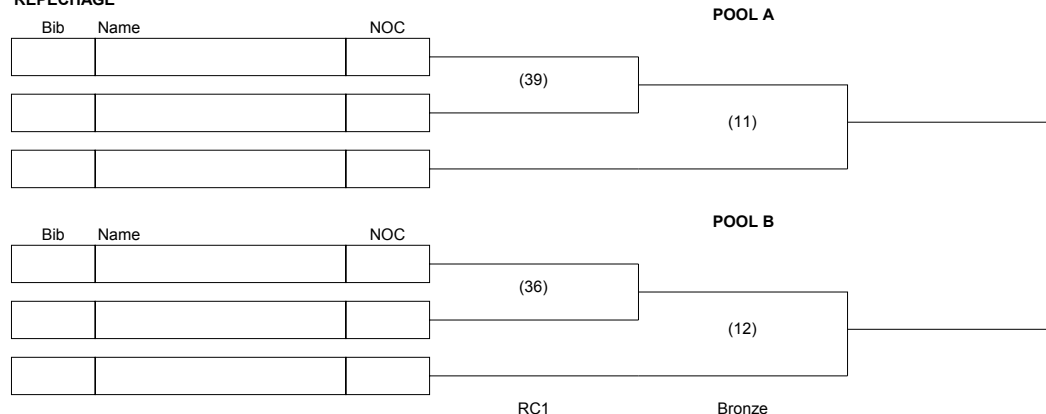 REPECHAGE
POOL A
Bib Name NOC
(39)
(11)
POOL B
Bib Name NOC
(36)
(12)
RC1 Bronze